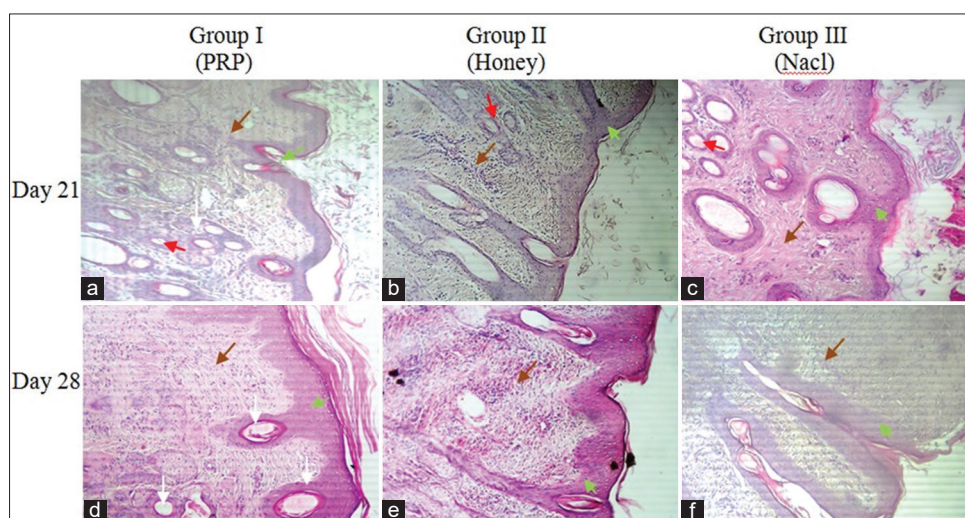 Group I
(PRP)
Group II
(Honey)
Group III
(Nacl)
Day 21
a
b
c
Day 28
d
e
f